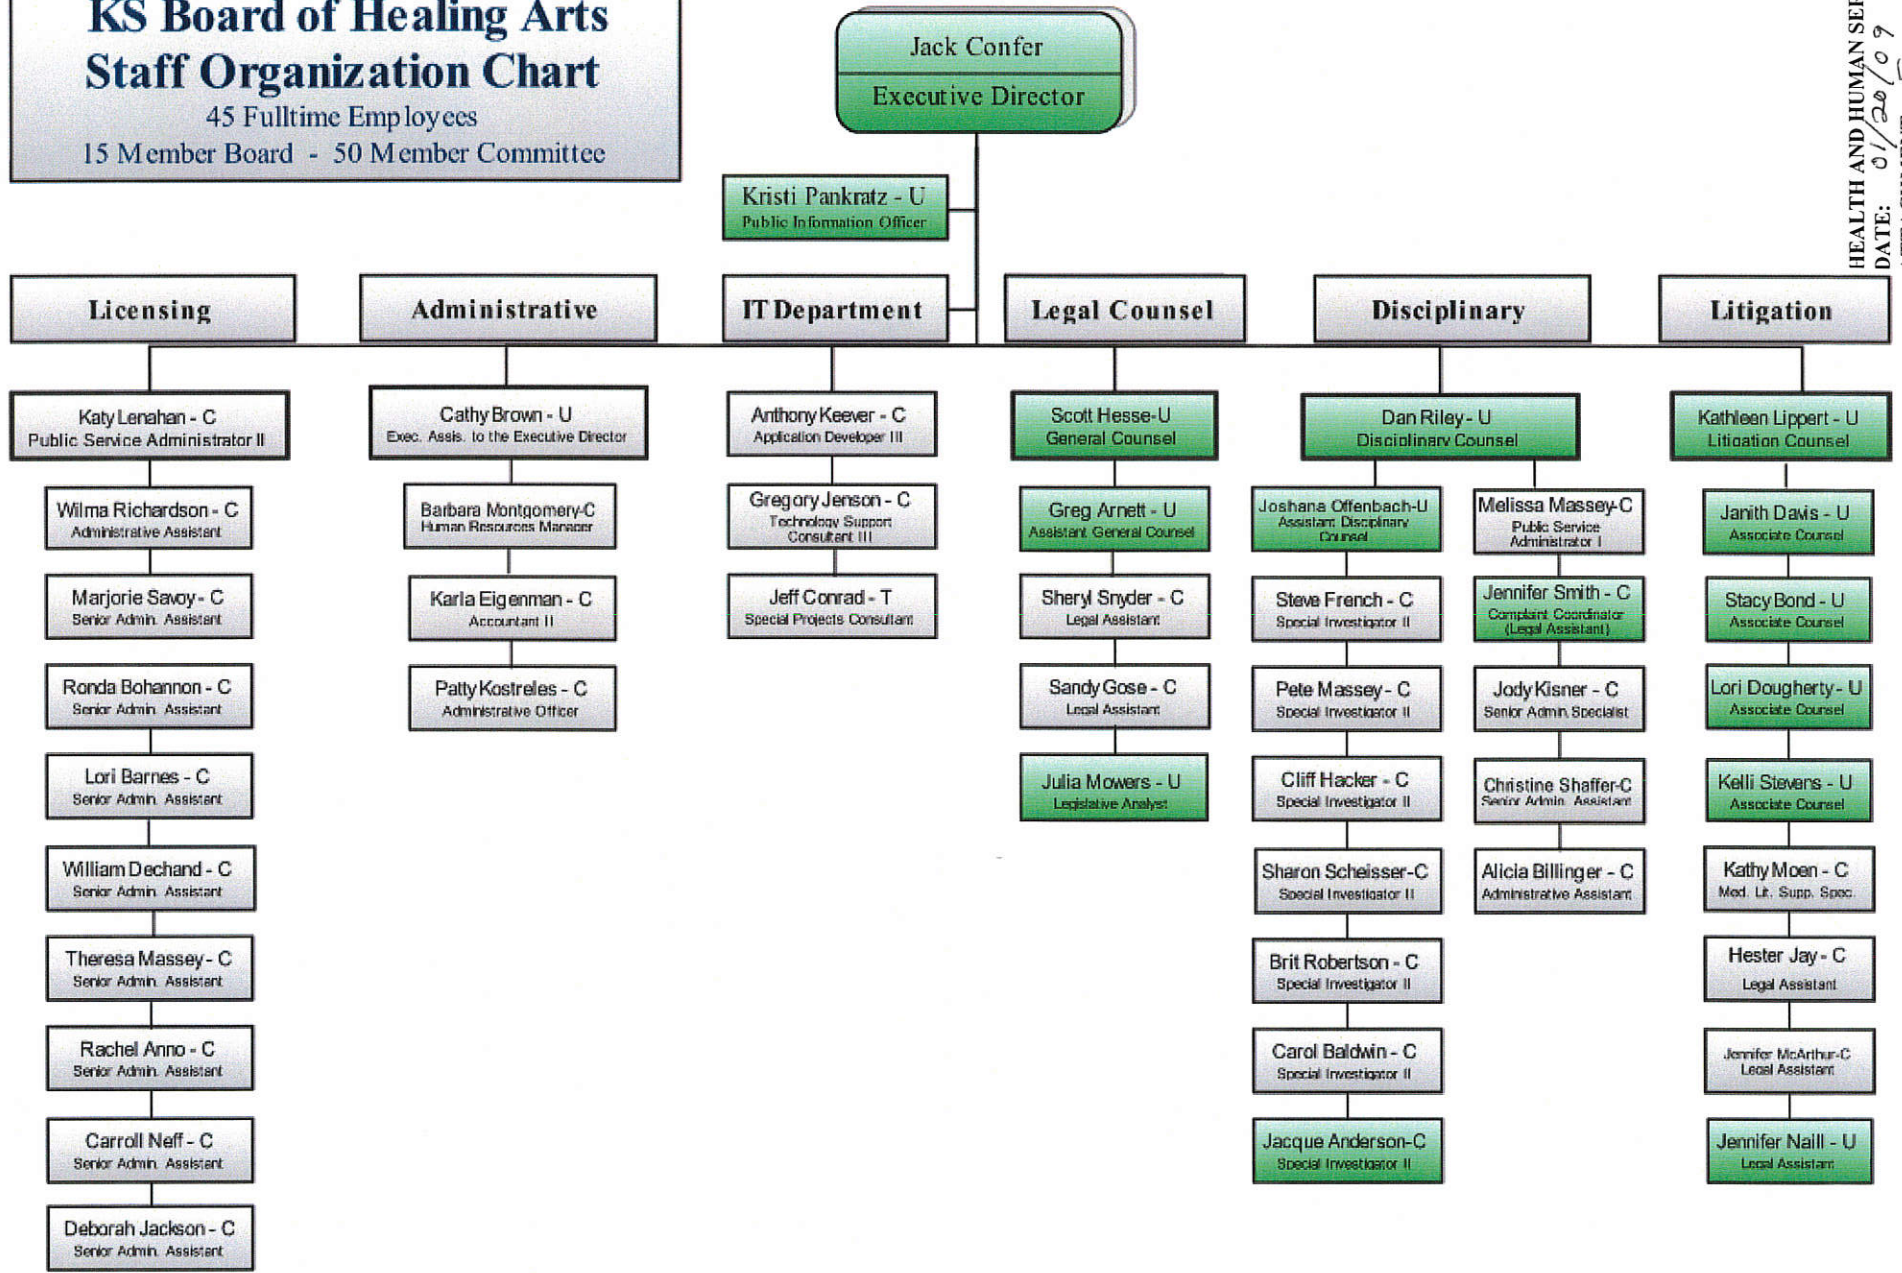 KS Board of Healing Arts
Staff Organization Chart
45 Fulltime Employees
15 Member Board - 50 Member Committee
Jack Confer
Executive Director
Kristi Pankratz - U
Public Information Officer
HEALTH AND HUMAN SER
DATE: 01/20/09
Licensing
Administrative
IT Department
Legal Counsel
Disciplinary
Litigation
Katy Lenahan - C
Public Service Administrator II
Wilma Richardson - C
Administrative Assistant
Marjorie Savoy - C
Senior Admin. Assistant
Ronda Bohannon - C
Senior Admin. Assistant
Lori Barnes - C
Senior Admin. Assistant
William Dechand - C
Senior Admin. Assistant
Theresa Massey - C
Senior Admin. Assistant
Rachel Anno - C
Senior Admin. Assistant
Carroll Neff - C
Senior Admin. Assistant
Deborah Jackson - C
Senior Admin. Assistant
Cathy Brown - U
Exec. Assis. to the Executive Director
Barbara Montgomery-C
Human Resources Manager
Karla Eigenman - C
Accountant II
Patty Kostreles - C
Administrative Officer
Anthony Keever - C
Application Developer III
Gregory Jenson - C
Technology Support
Consultant III
Jeff Conrad - T
Special Projects Consultant
Scott Hesse-U
General Counsel
Greg Arnett - U
Assistant General Counsel
Sheryl Snyder - C
Legal Assistant
Sandy Gose - C
Legal Assistant
Julia Mowers - U
Legislative Analyst
Dan Riley - U
Disciplinary Counsel
Joshana Offenbach-U
Assistant Disciplinary
Counsel
Steve French - C
Special Investigator II
Pete Massey - C
Special Investigator II
Cliff Hacker - C
Special Investigator II
Sharon Scheisser-C
Special Investigator II
Brit Robertson - C
Special Investigator II
Carol Baldwin - C
Special Investigator II
Jacque Anderson-C
Special Investigator II
Melissa Massey-C
Public Service
Administrator I
Jennifer Smith - C
Complaint Coordinator
(Legal Assistant)
Jody Kisner - C
Senior Admin. Specialist
Christine Shaffer-C
Senior Admin. Assistant
Alicia Billinger - C
Administrative Assistant
Kathleen Lippert - U
Litigation Counsel
Janith Davis - U
Associate Counsel
Stacy Bond - U
Associate Counsel
Lori Dougherty - U
Associate Counsel
Kelli Stevens - U
Associate Counsel
Kathy Moen - C
Med. Lit. Supp. Spec.
Hester Jay - C
Legal Assistant
Jennifer McArthur-C
Legal Assistant
Jennifer Naill - U
Legal Assistant